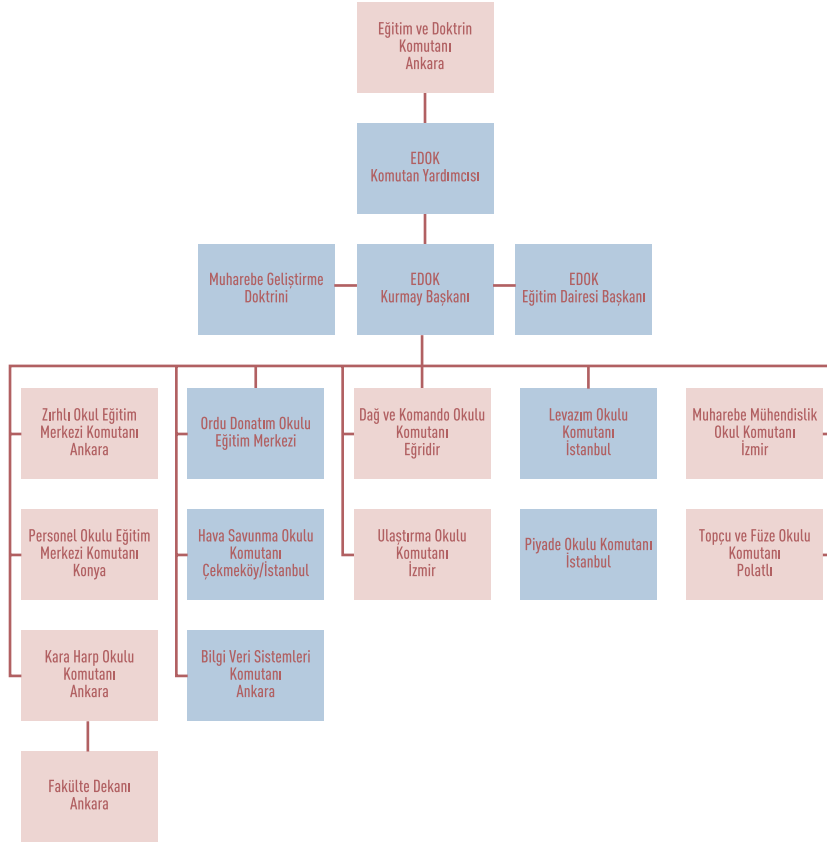 Eğitim ve Doktrin
Komutanı
Ankara
EDOK
Komutan Yardımcısı
Muharebe Geliştirme
Doktrini
EDOK
Kurmay Başkanı
EDOK
Eğitim Dairesi Başkanı
Zırhlı Okul Eğitim
Merkezi Komutanı
Ankara
Ordu Donatım Okulu
Eğitim Merkezi
Dağ ve Komando Okulu
Komutanı
Eğridir
Levazım Okulu
Komutanı
İstanbul
Muharebe Mühendislik
Okul Komutanı
İzmir
Personel Okulu Eğitim
Merkezi Komutanı
Konya
Hava Savunma Okulu
Komutanı
Çekmeköy/İstanbul
Ulaştırma Okulu
Komutanı
İzmir
Piyade Okulu Komutanı
İstanbul
Topçu ve Füze Okulu
Komutanı
Polatlı
Kara Harp Okulu
Komutanı
Ankara
Bilgi Veri Sistemleri
Komutanı
Ankara
Fakülte Dekanı
Ankara